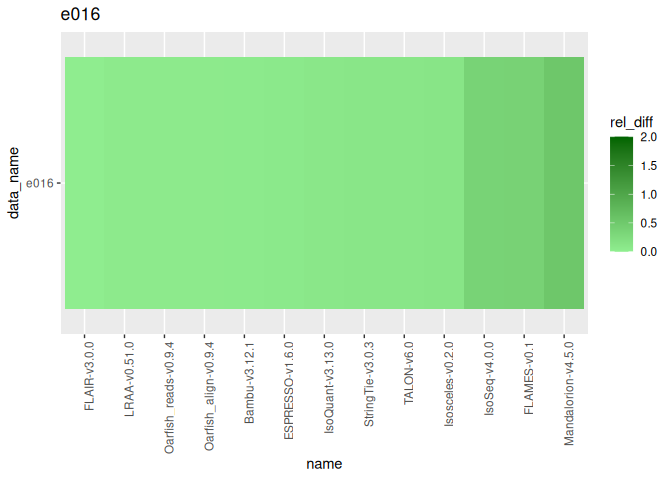 e016
data_name
e016
rel_diff
2.0
1.5
1.0
0.5
0.0
FLAIR-v3.0.0
LRAA-v0.51.0
Oarfish_reads-v0.9.4
Oarfish_align-v0.9.4
Bambu-v3.12.1
ESPRESSO-v1.6.0
IsoQuant-v3.13.0
StringTie-v3.0.3
TALON-v6.0
Isosceles-v0.2.0
IsoSeq-v4.0.0
FLAMES-v0.1
Mandalorion-v4.5.0
name